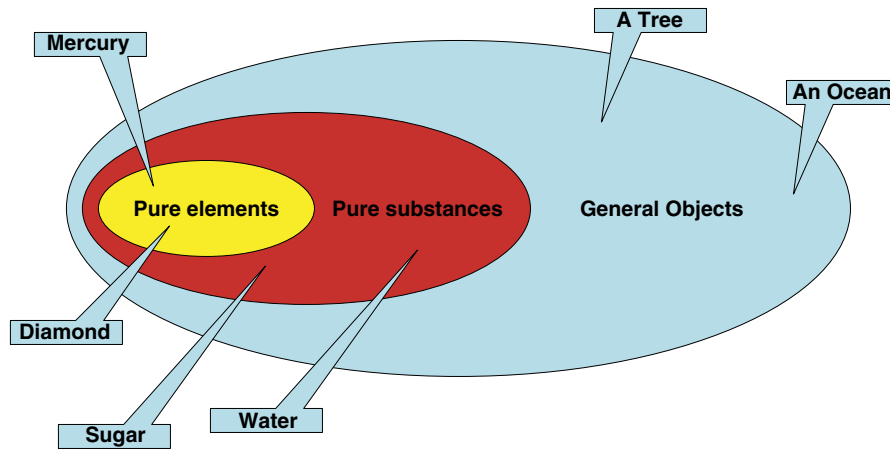 A Tree
Mercury
An Ocean
Pure elements
Pure substances
General Objects
Diamond
Water
Sugar